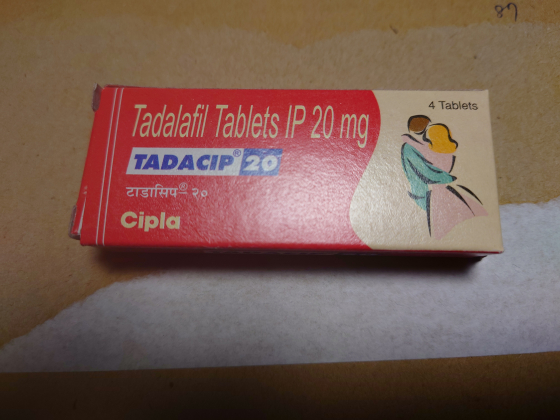 87
4 Tablets
Tadalafil Tablets IP 20 mg
TADACIP® 20
टाडासिप®–२०
Cipla